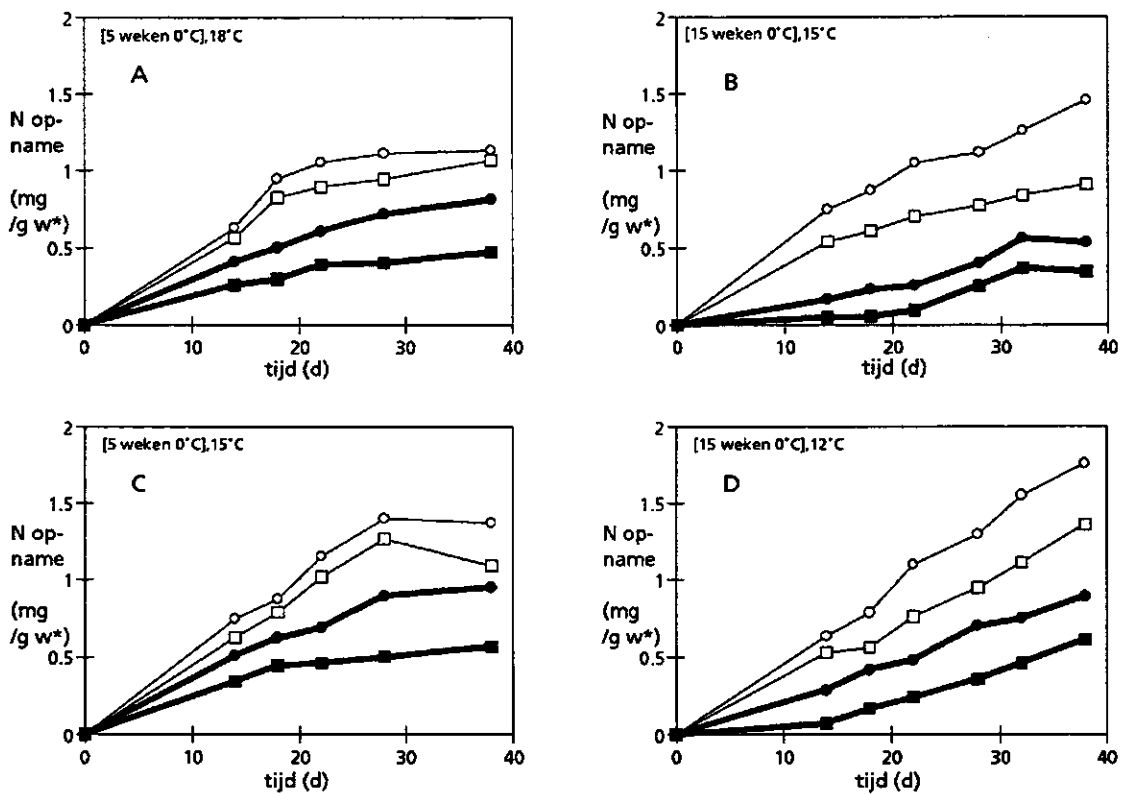 2
[5 weken 0°C],18°C
A
1.5
N op-
name
1
(mg
/g w*)
0.5
0
0 10 20 30 40
tijd (d)
2
[15 weken 0°C],15°C
B
1.5
N op-
name
1
(mg
/g w*)
0.5
0
0 10 20 30 40
tijd (d)
2
[5 weken 0°C],15°C
C
1.5
N op-
name
1
(mg
/g w*)
0.5
0
0 10 20 30 40
tijd (d)
2
[15 weken 0°C],12°C
D
1.5
N op-
name
1
(mg
/g w*)
0.5
0
0 10 20 30 40
tijd (d)